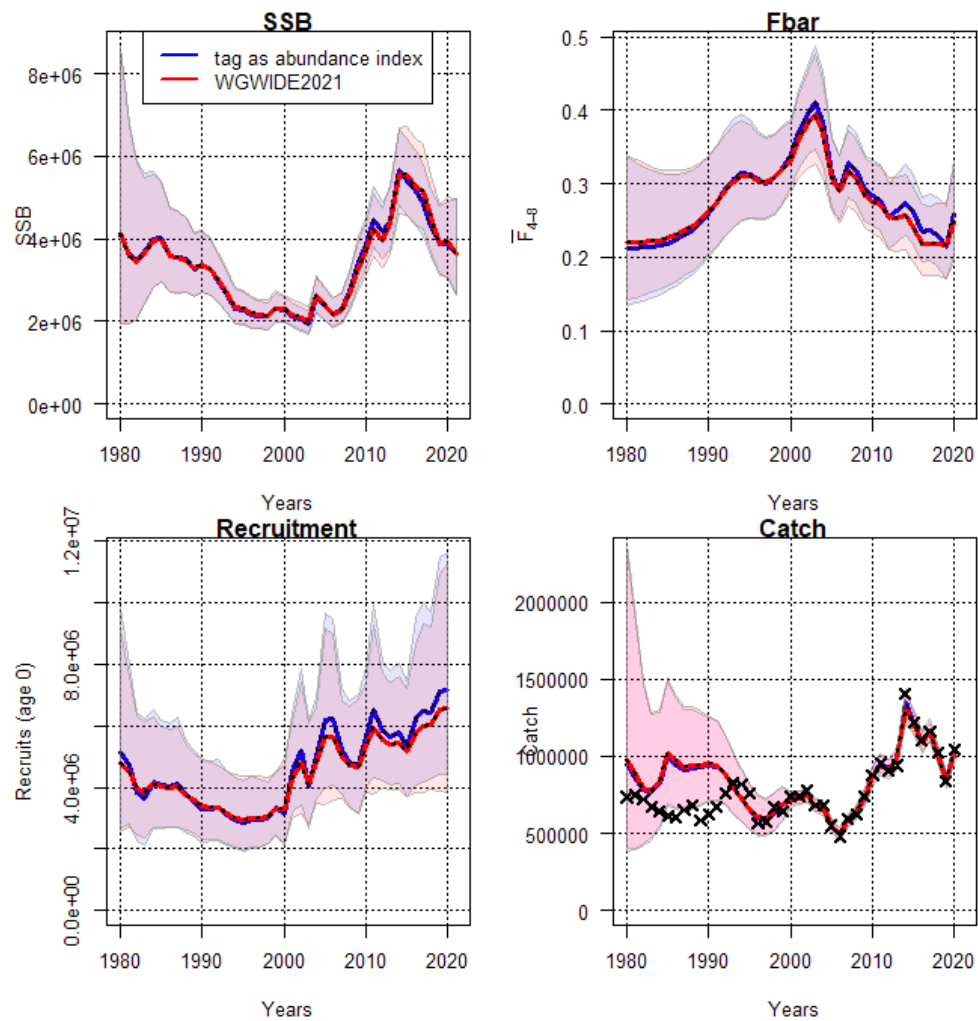 SSB
tag as abundance index
WGWIDE2021
SSB
8e+06
6e+06
4e+06
2e+06
0e+00
1980 1990 2000 2010 2020
Years
Fbar
F̅4–8
0.5
0.4
0.3
0.2
0.1
0.0
1980 1990 2000 2010 2020
Years
Recruitment
Recruits (age 0)
1.2e+07
8.0e+06
4.0e+06
0.0e+00
1980 1990 2000 2010 2020
Years
Catch
Catch
2000000
1500000
1000000
500000
0
1980 1990 2000 2010 2020
Years